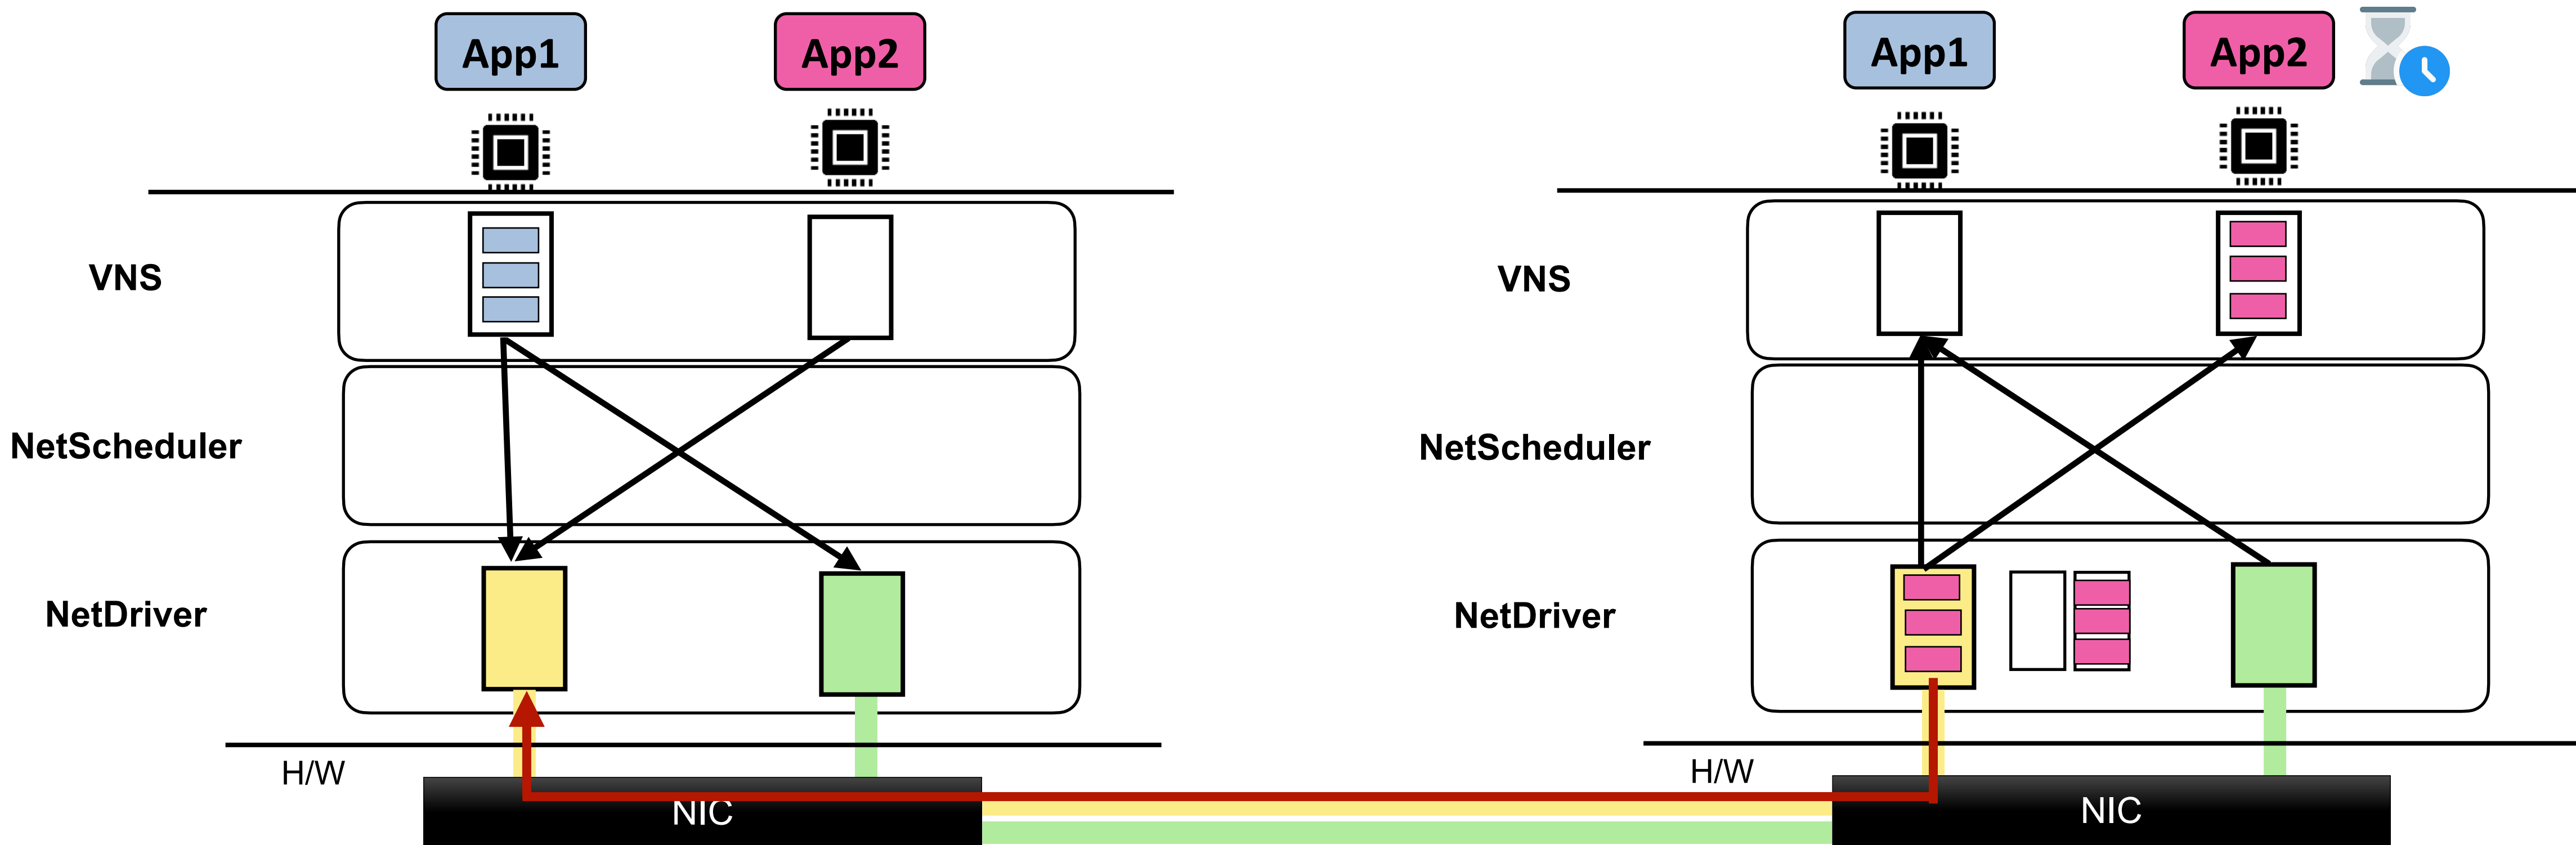 App1
App2
VNS
NetScheduler
NetDriver
H/W
NIC
App1
App2
VNS
NetScheduler
NetDriver
H/W
NIC